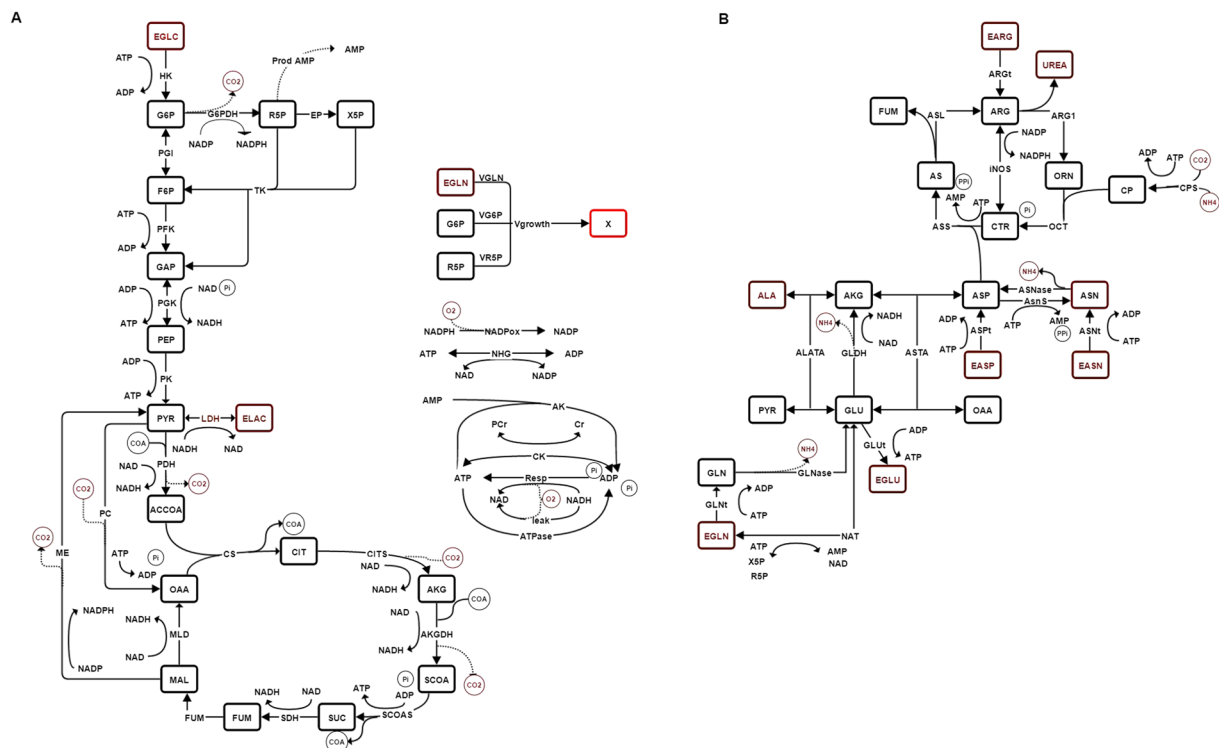 A
EGLC
ATP
HK
ADP
CO2
Prod AMP
AMP
G6P
G6PDH
R5P
EP
X5P
NADP
NADPH
PGI
F6P
TK
ATP
PFK
ADP
GAP
ADP
PGK
NAD
Pi
ATP
NADH
PEP
ADP
PK
ATP
PYR
LDH
ELAC
COA
NADH
NAD
PDH
NAD
NADH
CO2
CO2
ACCOA
PC
CO2
ME
ATP
Pi
ADP
OAA
CS
COA
CIT
CITS
CO2
NAD
NADH
AKG
COA
NAD
AKGDH
NADH
SCOA
CO2
NADPH
NADH
MLD
NAD
NADP
MAL
FUM
FUM
NADH
NAD
SDH
SUC
ATP
Pi
ADP
SCOAS
COA
EGLN
VGLN
G6P
VG6P
Vgrowth
X
R5P
VR5P
O2
NADPH
NADPox
NADP
ATP
NHG
ADP
NAD
NADP
AMP
AK
PCr
Cr
CK
ATP
Resp
Pi
ADP
Pi
NAD
O2
NADH
leak
ATPase
B
EARG
UREA
ARGt
FUM
ASL
ARG
ARG1
NADP
NADPH
ADP
ATP
CO2
AS
PPi
iNOS
ORN
CP
CPS
NH4
AMP
ATP
Pi
ASS
CTR
OCT
NH4
ALA
AKG
ASP
ASNase
ASN
AsnS
NH4
NADH
ADP
ATP
AMP
PPi
ADP
ALATA
GLDH
NAD
ASTA
ASPt
ASNt
ATP
ATP
EASP
EASN
PYR
GLU
OAA
ADP
GLUt
ATP
NH4
GLN
GLNase
EGLU
ADP
GLNt
ATP
EGLN
NAT
ATP
AMP
X5P
NAD
R5P